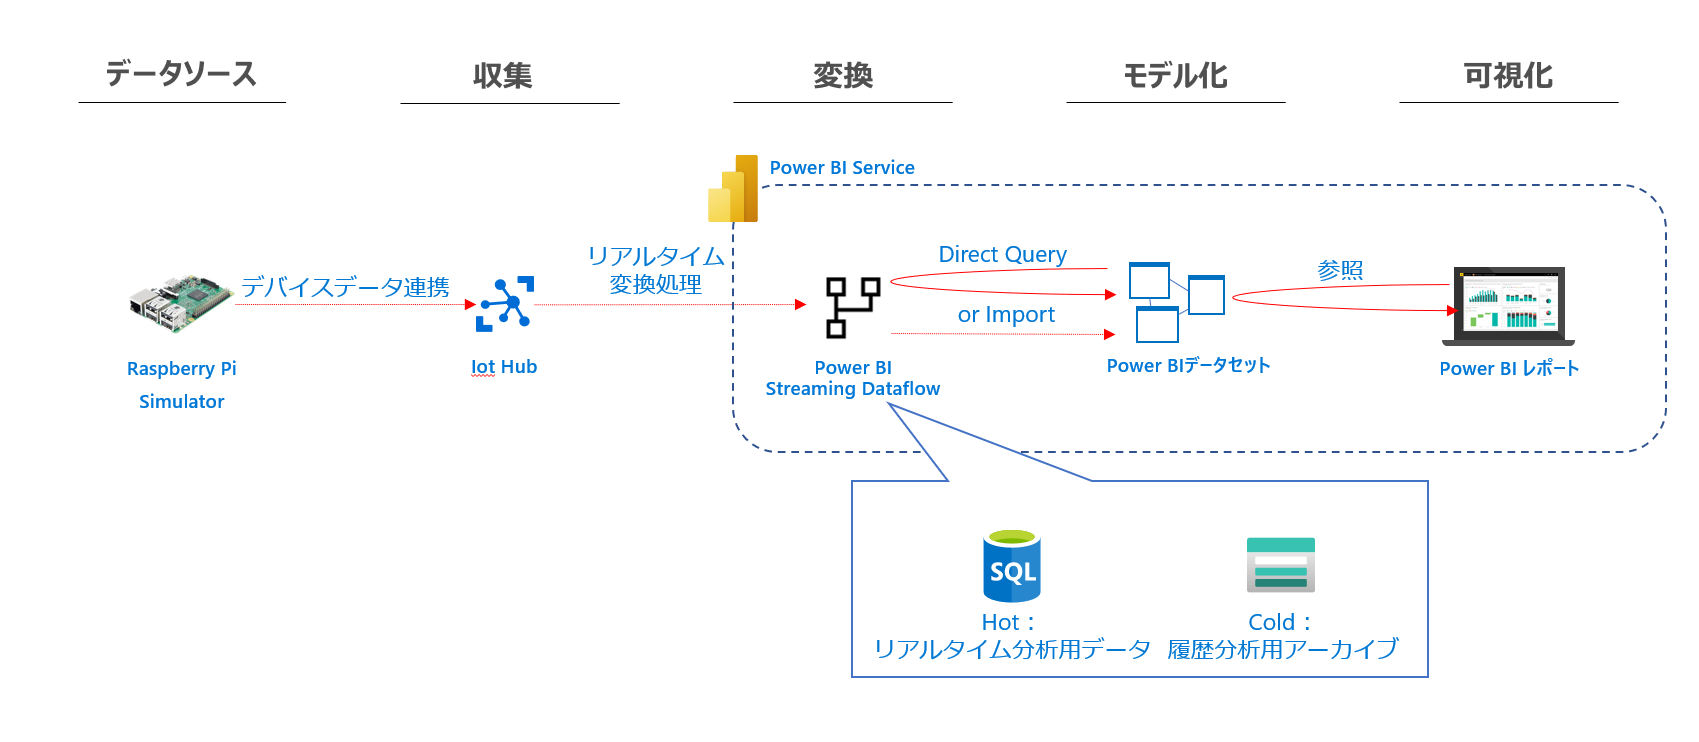 データソース
収集
変換
モデル化
可視化
Power BI Service
デバイスデータ連携
リアルタイム
変換処理
Direct Query
or Import
参照
Raspberry Pi
Simulator
Iot Hub
Power BI
Streaming Dataflow
Power BIデータセット
Power BI レポート
SQL
Hot：
リアルタイム分析用データ
Cold：
履歴分析用アーカイブ